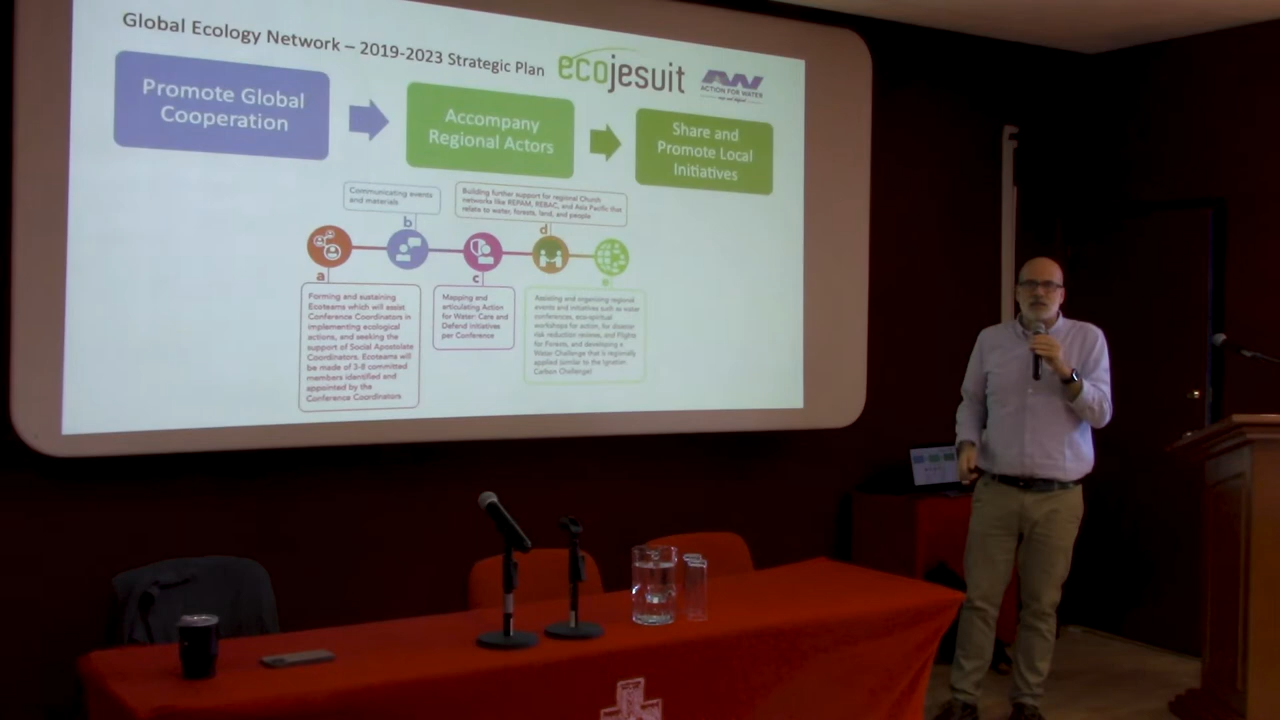 Global Ecology Network – 2019-2023 Strategic Plan
ecojesuit
AW
ACTION FOR WATER
Promote Global
Cooperation
Accompany
Regional Actors
Share and
Promote Local
Initiatives
Communicating events
and materials
Building further support for regional Church
networks like REPAM, REBAC, and Asia Pacific that
relate to water, forests, land, and people
b
d
a
c
e
Forming and sustaining
Ecoteams which will assist
Conference Coordinators in
implementing ecological
actions, and seeking the
support of Social Apostolate
Coordinators. Ecoteams will
be made of 3-8 committed
members identified and
appointed by the
Conference Coordinators
Mapping and
articulating Action
for Water: Care and
Defend initiatives
per Conference
Assisting and organising regional
events and initiatives such as water
conferences, eco-spiritual
workshops for action, for disaster
risk reduction recoree, and Flights
for Forests, and developing a
Water Challenge that is regionally
applied (similar to the Ignatian
Carbon Challenge)